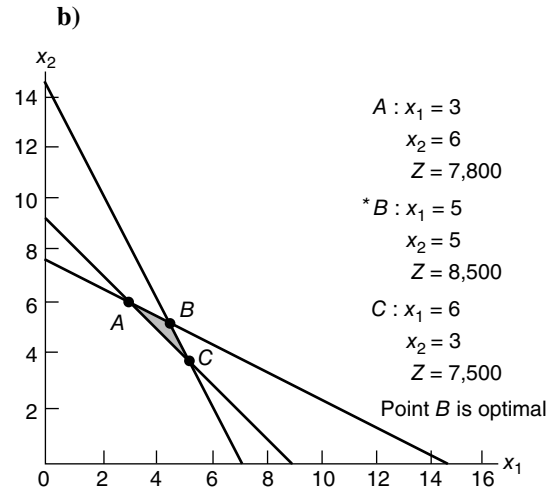 b)
x2
14
12
10
8
6
4
2
A
B
C
0 2 4 6 8 10 12 14 16 x1
A : x1 = 3
x2 = 6
Z = 7,800
*B : x1 = 5
x2 = 5
Z = 8,500
C : x1 = 6
x2 = 3
Z = 7,500
Point B is optimal